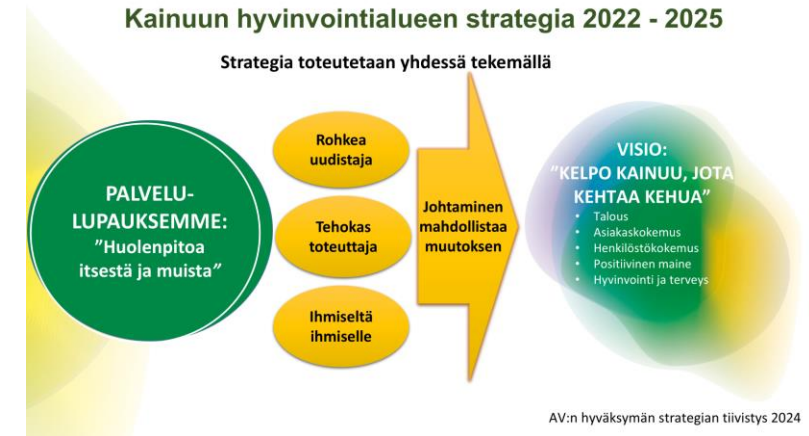 Kainuun hyvinvointialueen strategia 2022 - 2025
Strategia toteutetaan yhdessä tekemällä
PALVELU-
LUPAUKSEMME:
"Huolenpitoa
itsestä ja muista"
Rohkea
uudistaja
Tehokas
toteuttaja
Ihmiseltä
ihmiselle
Johtaminen
mahdollistaa
muutoksen
VISIO:
"KELPO KAINUU, JOTA
KEHTAA KEHUA"
• Talous
• Asiakaskokemus
• Henkilöstökokemus
• Positiivinen maine
• Hyvinvointi ja terveys
AV:n hyväksymän strategian tiivistys 2024